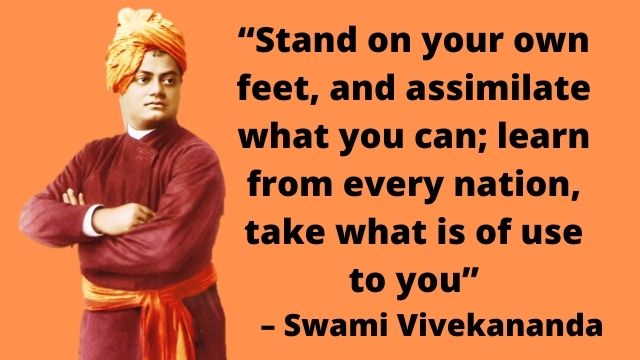 “Stand on your own
feet, and assimilate
what you can; learn
from every nation,
take what is of use
to you”
– Swami Vivekananda